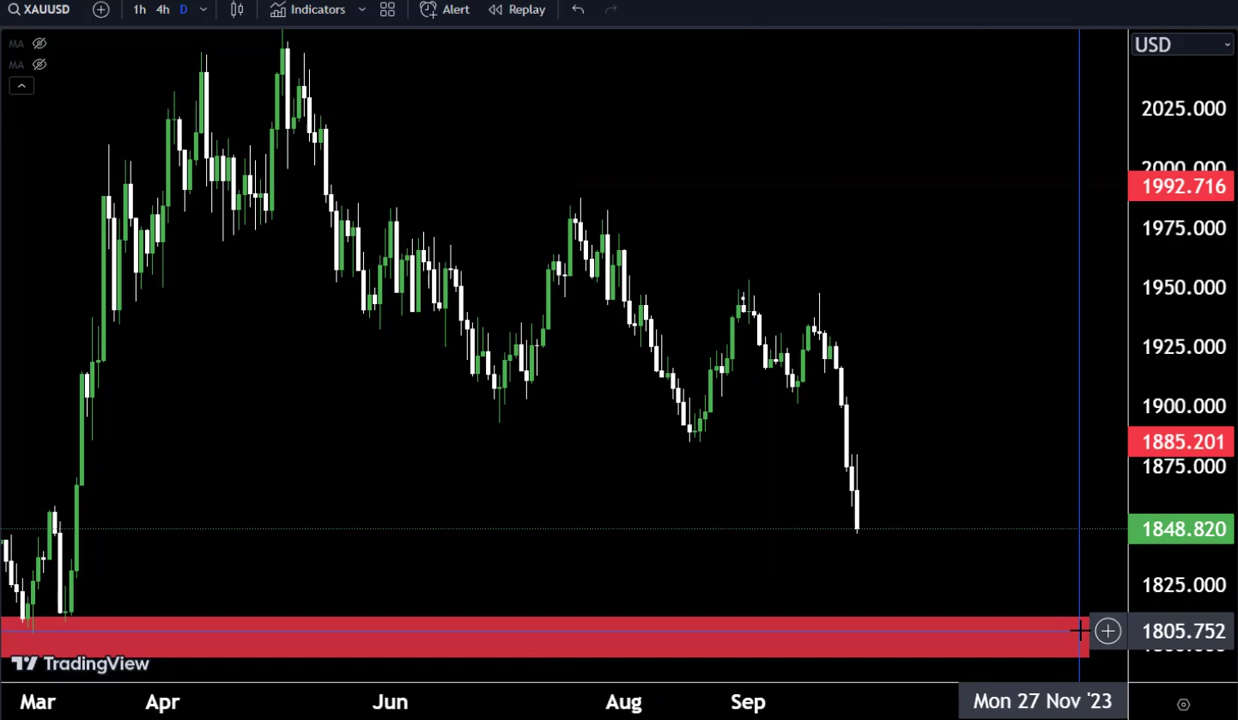 XAUUSD 1h 4h D Indicators Alert Replay
MA
MA
USD
2025.000
2000.000
1992.716
1975.000
1950.000
1925.000
1900.000
1885.201
1875.000
1848.820
1825.000
1805.752
TradingView
Mar Apr Jun Aug Sep Mon 27 Nov '23